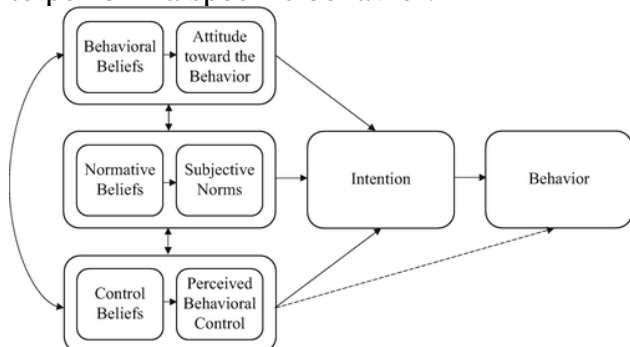 Behavioral
Beliefs
Attitude
toward the
Behavior
Normative
Beliefs
Subjective
Norms
Intention
Behavior
Control
Beliefs
Perceived
Behavioral
Control